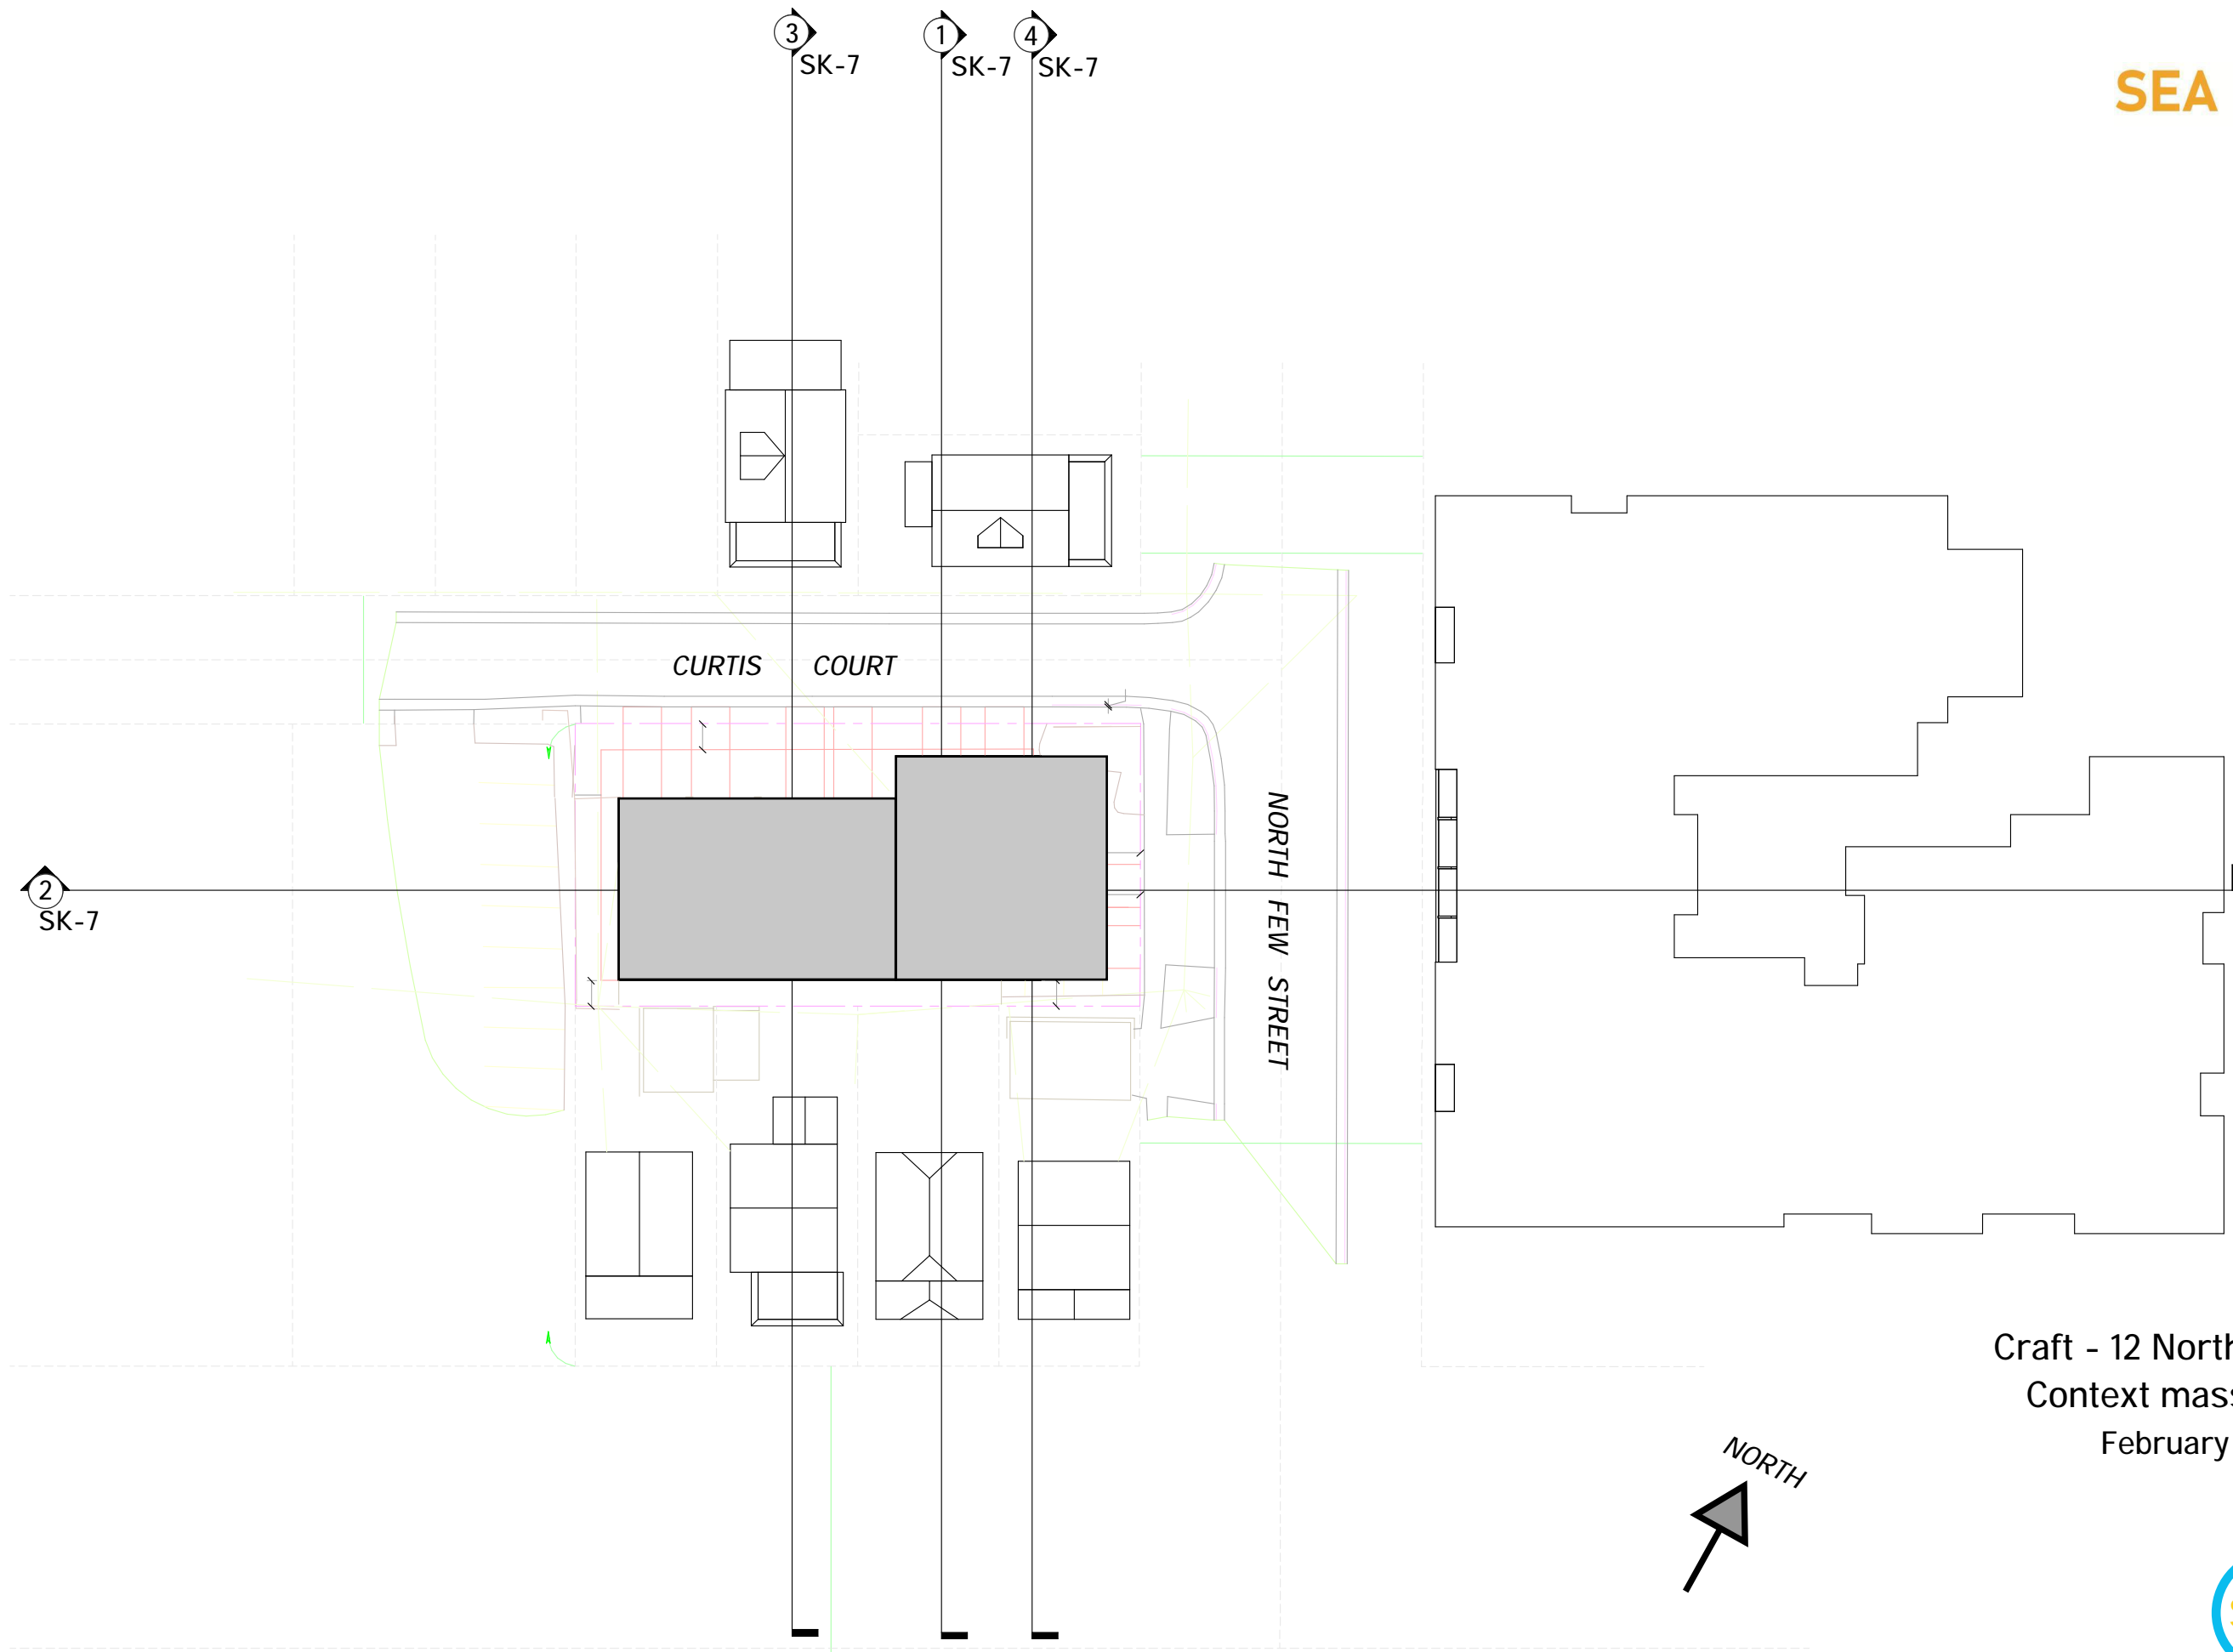 3
SK-7
1
SK-7
4
SK-7
SEA
CURTIS COURT
NORTH FEW STREET
2
SK-7
Craft - 12 North
Context mass
February
NORTH